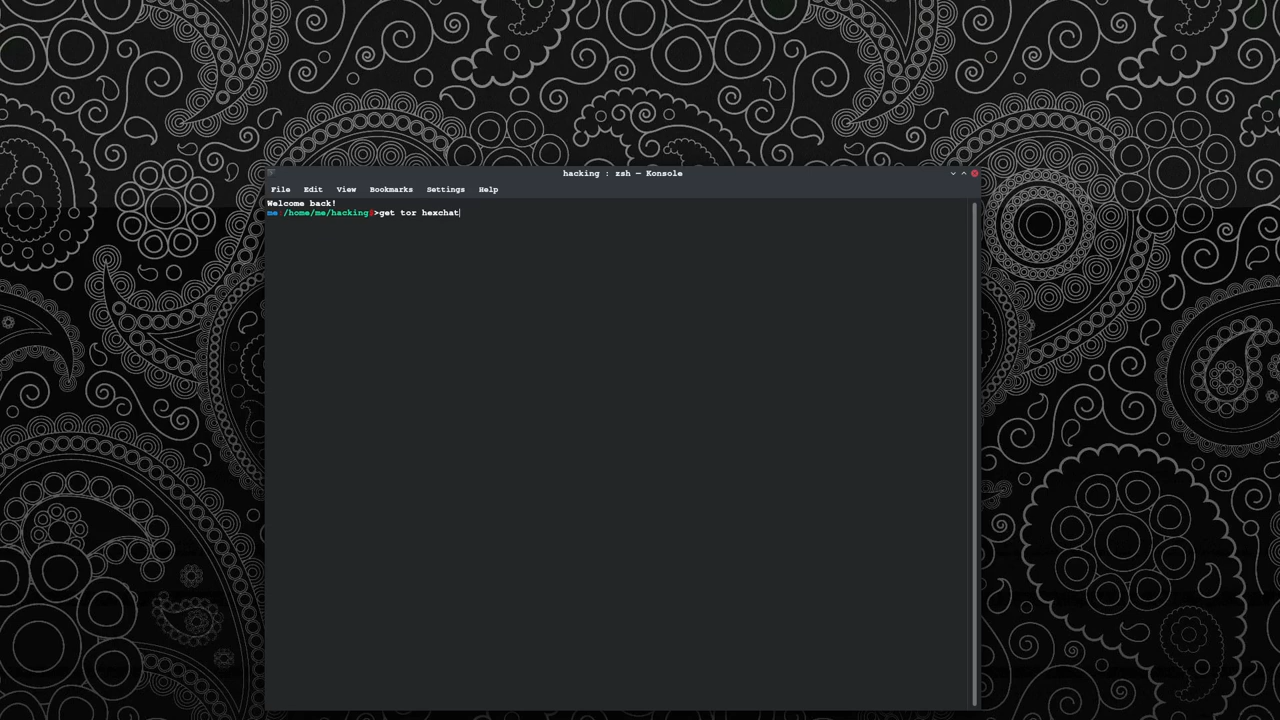 hacking : zsh — Konsole
File Edit View Bookmarks Settings Help
Welcome back!
me:/home/me/hacking$>get tor hexchat